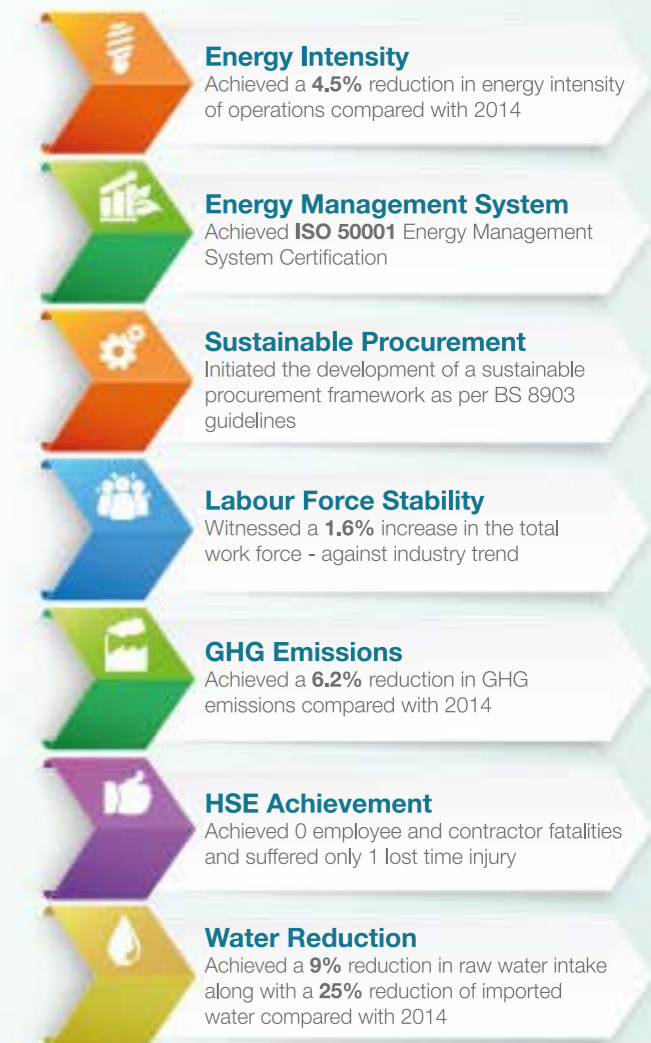 Energy Intensity
Achieved a 4.5% reduction in energy intensity
of operations compared with 2014
Energy Management System
Achieved ISO 50001 Energy Management
System Certification
Sustainable Procurement
Initiated the development of a sustainable
procurement framework as per BS 8903
guidelines
Labour Force Stability
Witnessed a 1.6% increase in the total
work force - against industry trend
GHG Emissions
Achieved a 6.2% reduction in GHG
emissions compared with 2014
HSE Achievement
Achieved 0 employee and contractor fatalities
and suffered only 1 lost time injury
Water Reduction
Achieved a 9% reduction in raw water intake
along with a 25% reduction of imported
water compared with 2014